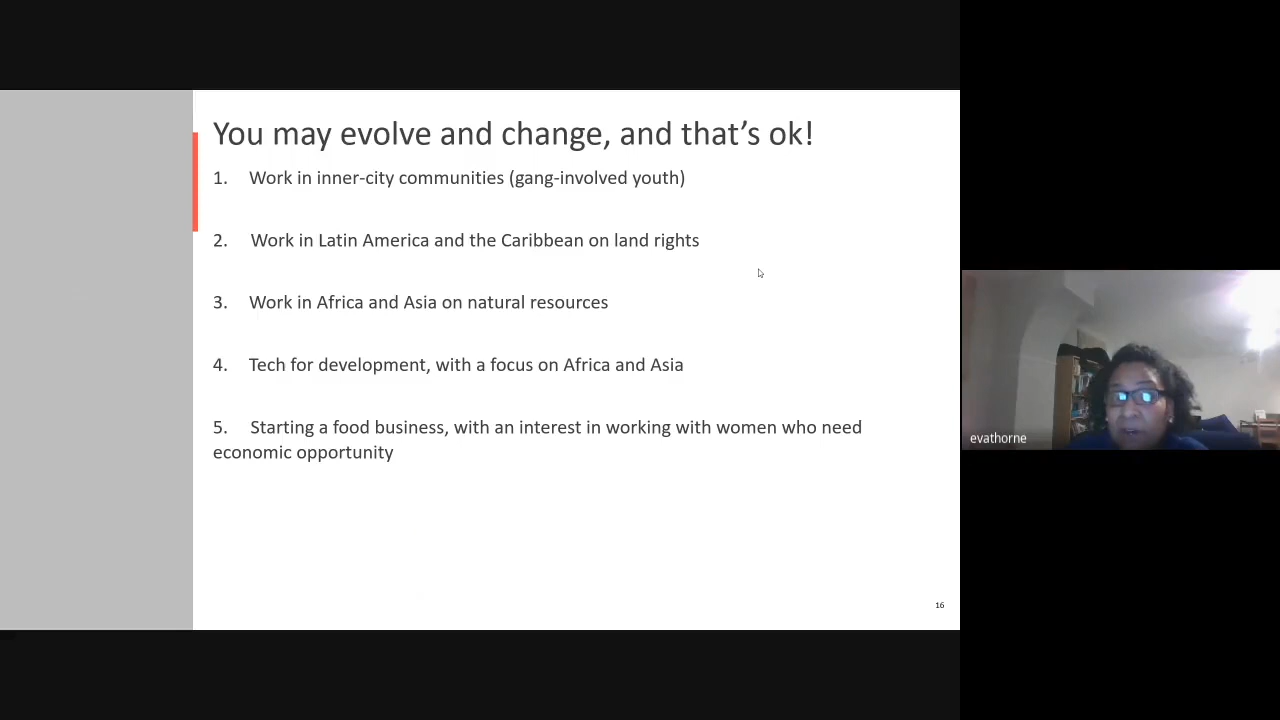 You may evolve and change, and that's ok!
1. Work in inner-city communities (gang-involved youth)
2. Work in Latin America and the Caribbean on land rights
3. Work in Africa and Asia on natural resources
4. Tech for development, with a focus on Africa and Asia
5. Starting a food business, with an interest in working with women who need
economic opportunity
16
evathorne